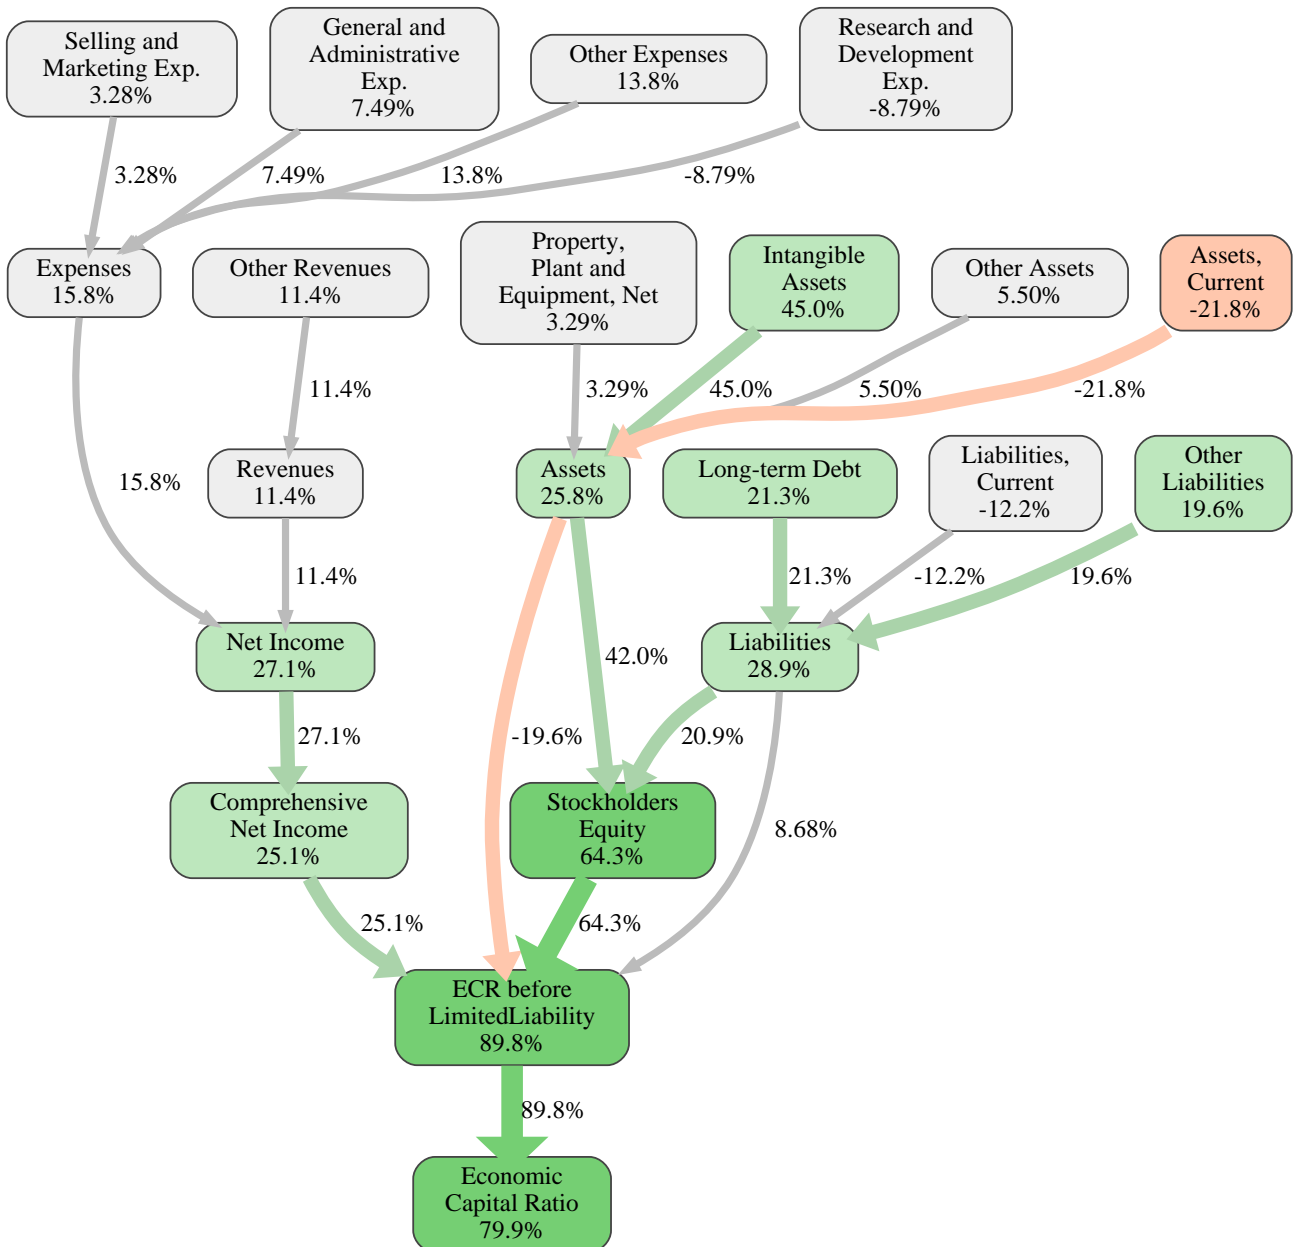 Selling and
Marketing Exp.
3.28%
General and
Administrative
Exp.
7.49%
Other Expenses
13.8%
Research and
Development
Exp.
-8.79%
3.28%
7.49%
13.8%
-8.79%
Expenses
15.8%
Other Revenues
11.4%
Property,
Plant and
Equipment, Net
3.29%
Intangible
Assets
45.0%
Other Assets
5.50%
Assets,
Current
-21.8%
11.4%
3.29%
45.0%
5.50%
-21.8%
15.8%
Revenues
11.4%
Assets
25.8%
Long-term Debt
21.3%
Liabilities,
Current
-12.2%
Other
Liabilities
19.6%
11.4%
21.3%
-12.2%
19.6%
Net Income
27.1%
42.0%
Liabilities
28.9%
27.1%
-19.6%
20.9%
Comprehensive
Net Income
25.1%
Stockholders
Equity
64.3%
8.68%
25.1%
64.3%
ECR before
LimitedLiability
89.8%
89.8%
Economic
Capital Ratio
79.9%